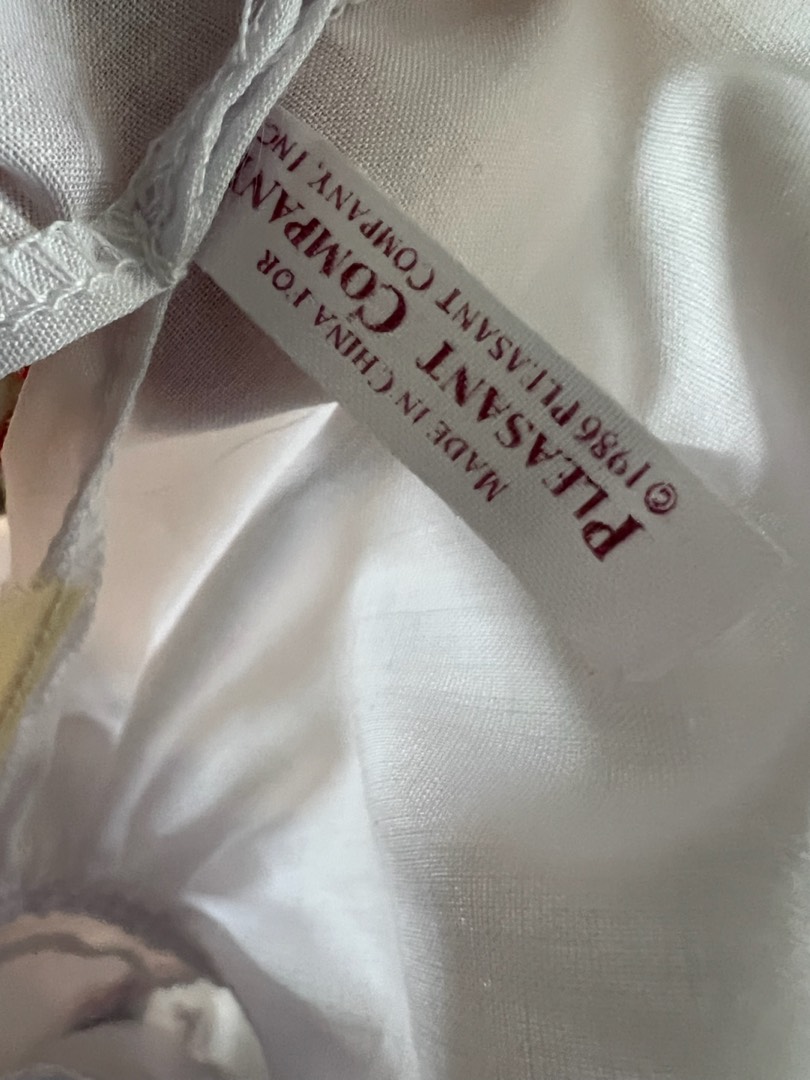 MADE IN CHINA FOR
PLEASANT COMPANY
©1986 PLEASANT COMPANY, INC